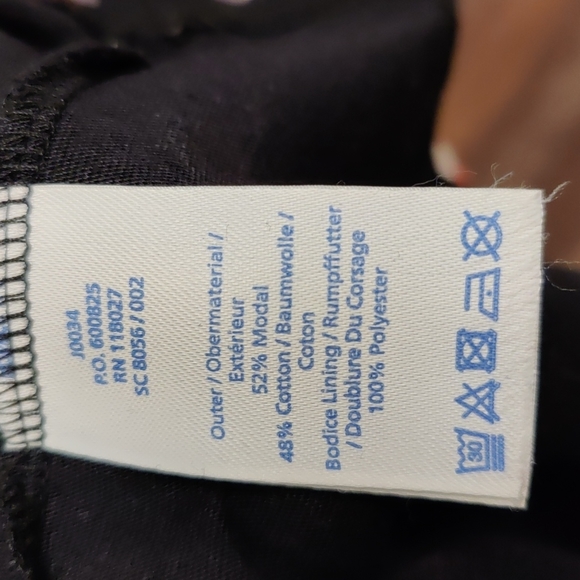 J0034
P.O. 600825
RN 118027
SC 8056 / 002
Outer / Obermaterial /
Extérieur
52% Modal
48% Cotton / Baumwolle /
Coton
Bodice Lining / Rumpffutter
/ Doublure Du Corsage
100% Polyester
30